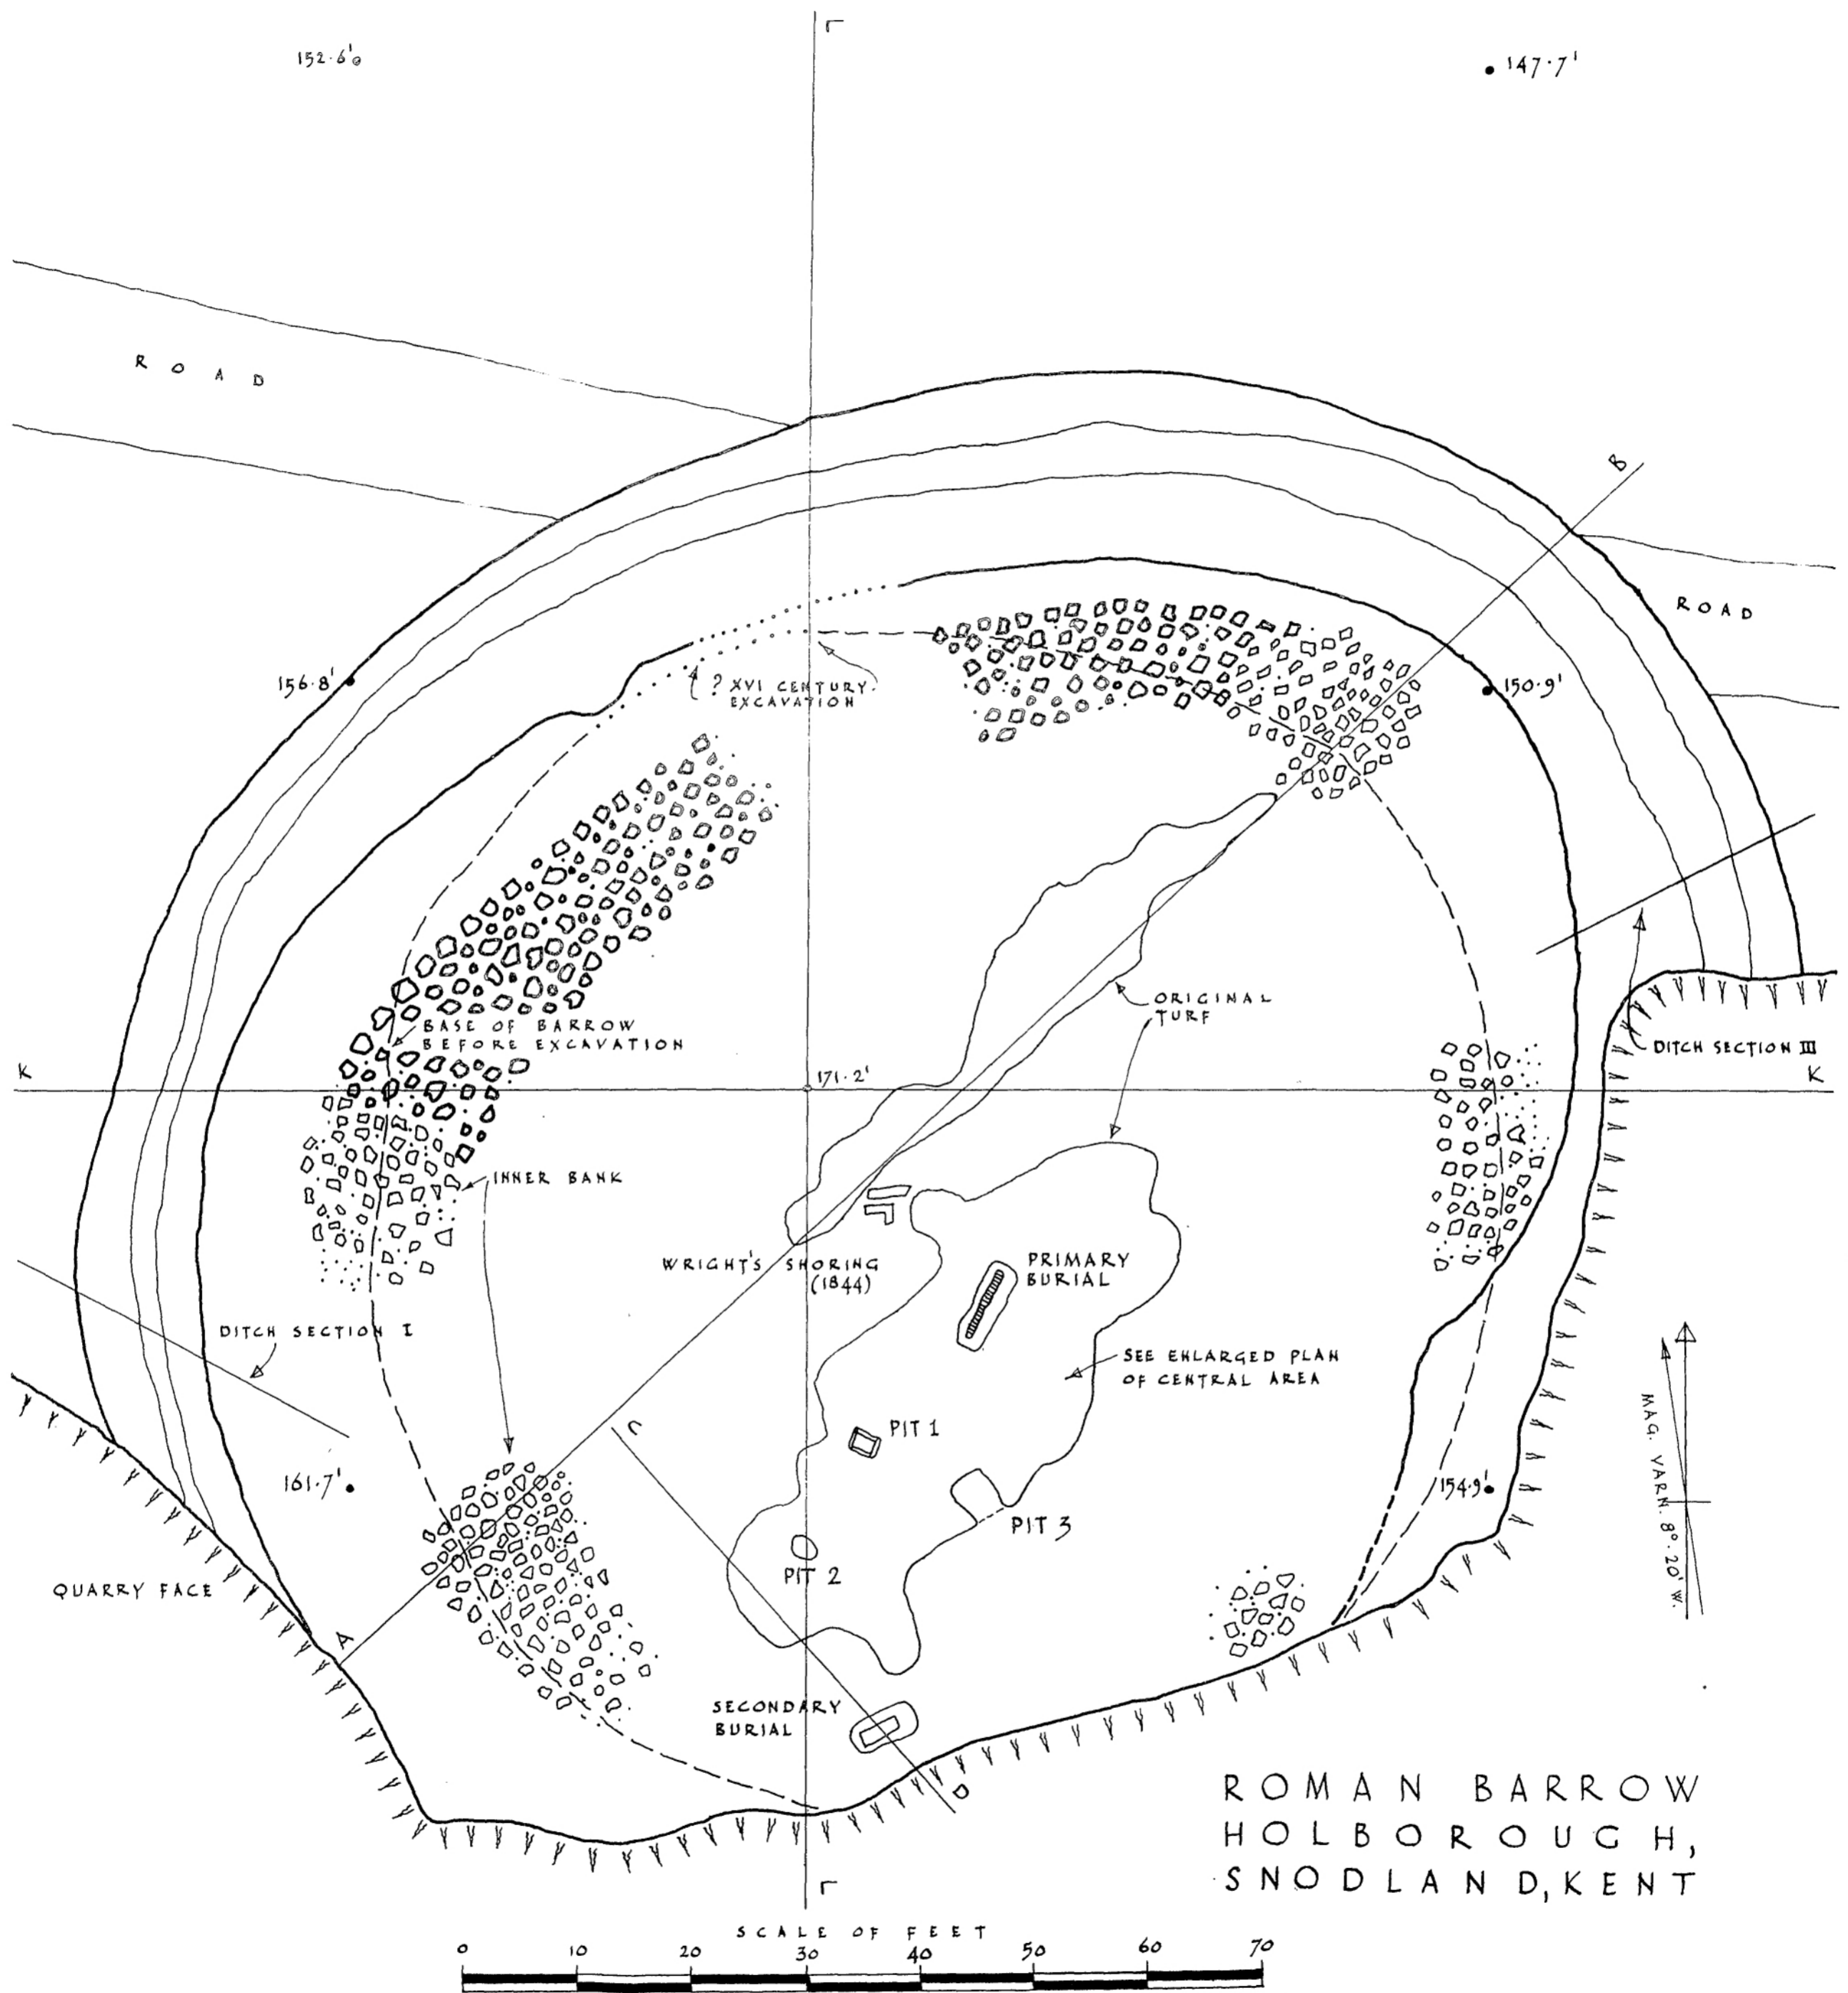 Γ
152·6'
147·7'
ROAD
B
ROAD
156·8'
150·9'
? XVI CENTURY
EXCAVATION
ORIGINAL
TURF
BASE OF BARROW
BEFORE EXCAVATION
DITCH SECTION III
K
171·2'
K
INNER BANK
WRIGHT'S SHORING
(1844)
PRIMARY
BURIAL
DITCH SECTION I
SEE ENLARGED PLAN
OF CENTRAL AREA
C
PIT 1
MAG. VARN. 8°·20' W.
161·7'
154·9'
PIT 3
PIT 2
QUARRY FACE
A
SECONDARY
BURIAL
D
ROMAN BARROW
HOLBOROUGH,
SNODLAND, KENT
Γ
SCALE OF FEET
0 10 20 30 40 50 60 70